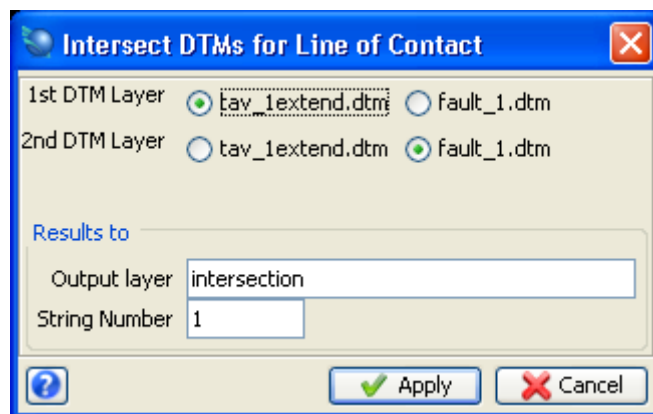 Intersect DTMs for Line of Contact
1st DTM Layer tav_1extend.dtm fault_1.dtm
2nd DTM Layer tav_1extend.dtm fault_1.dtm
Results to
Output layer intersection
String Number 1
? Apply Cancel